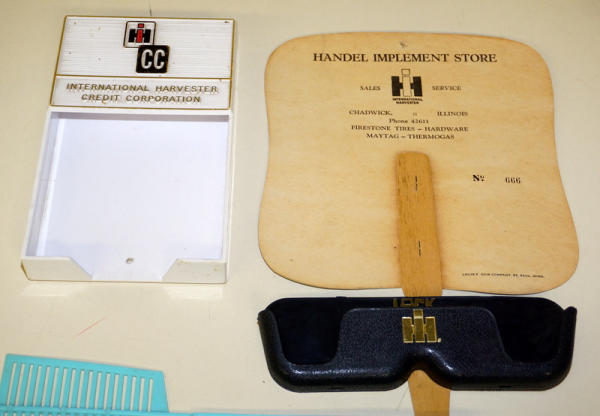 IH
CC
INTERNATIONAL HARVESTER
CREDIT CORPORATION
HANDEL IMPLEMENT STORE
SALES IH SERVICE
INTERNATIONAL
HARVESTER
CHADWICK, :: ILLINOIS
Phone 42611
FIRESTONE TIRES – HARDWARE
MAYTAG – THERMOGAS
No 666
IH